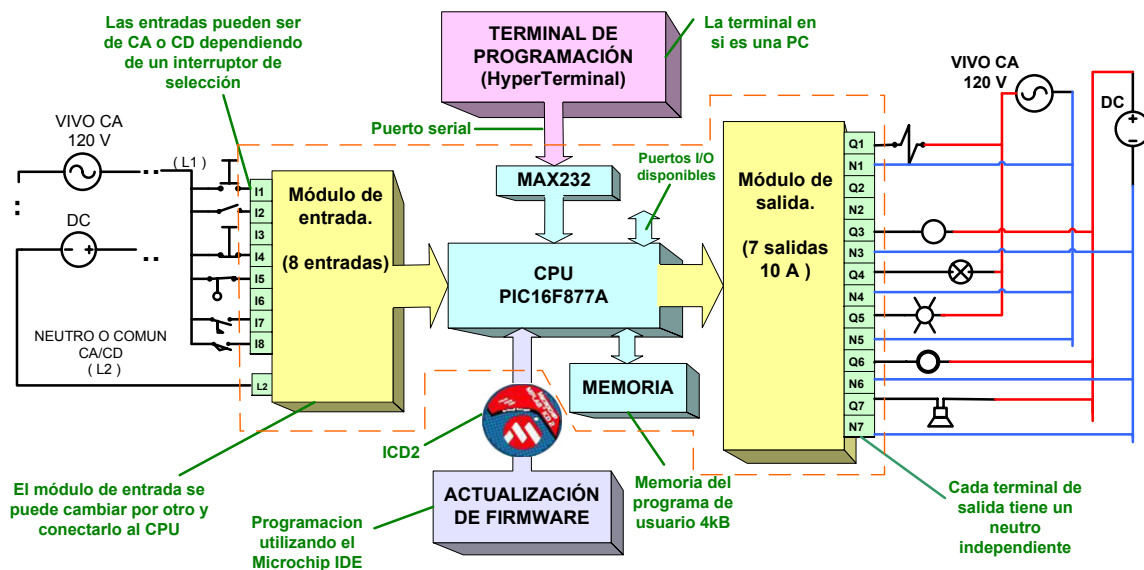 Las entradas pueden ser
de CA o CD dependiendo
de un interruptor de
selección
TERMINAL DE
PROGRAMACIÓN
(HyperTerminal)
La terminal en
si es una PC
VIVO CA
120 V
DC
Puerto serial
VIVO CA
120 V
( L1 )
DC
NEUTRO O COMUN
CA/CD
( L2 )
I1
I2
I3
I4
I5
I6
I7
I8
L2
Módulo de
entrada.
(8 entradas)
MAX232
Puertos I/O
disponibles
CPU
PIC16F877A
MEMORIA
Módulo de
salida.
(7 salidas
10 A )
Q1
N1
Q2
N2
Q3
N3
Q4
N4
Q5
N5
Q6
N6
Q7
N7
ICD2
El módulo de entrada se
puede cambiar por otro y
conectarlo al CPU
Programacion
utilizando el
Microchip IDE
ACTUALIZACIÓN
DE FIRMWARE
Memoria del
programa de
usuario 4kB
Cada terminal de
salida tiene un
neutro
independiente